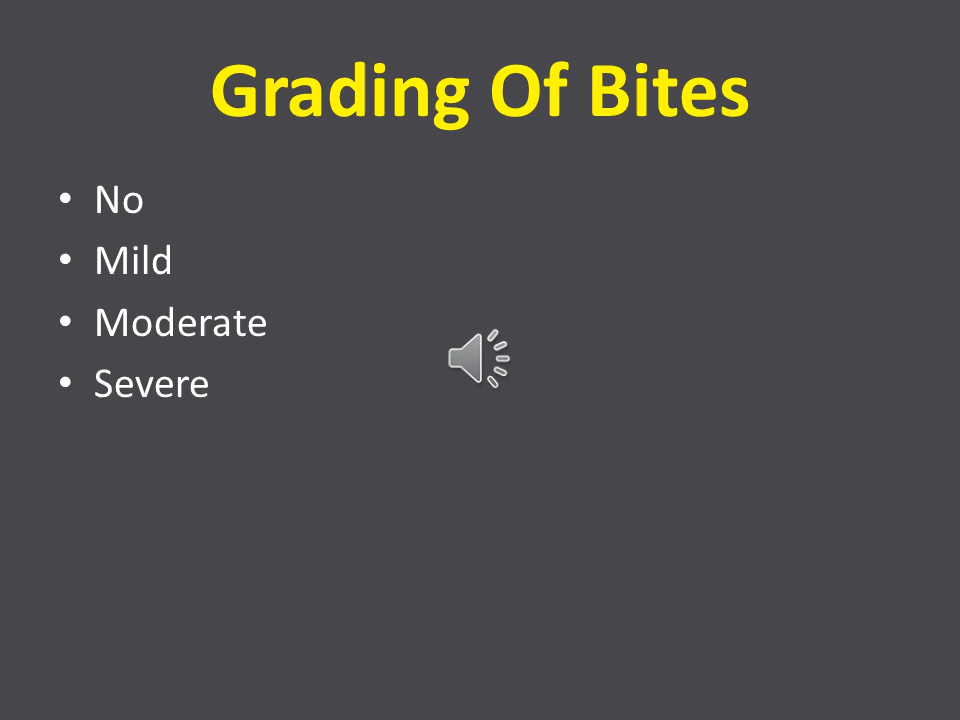 Grading Of Bites
• No
• Mild
• Moderate
• Severe